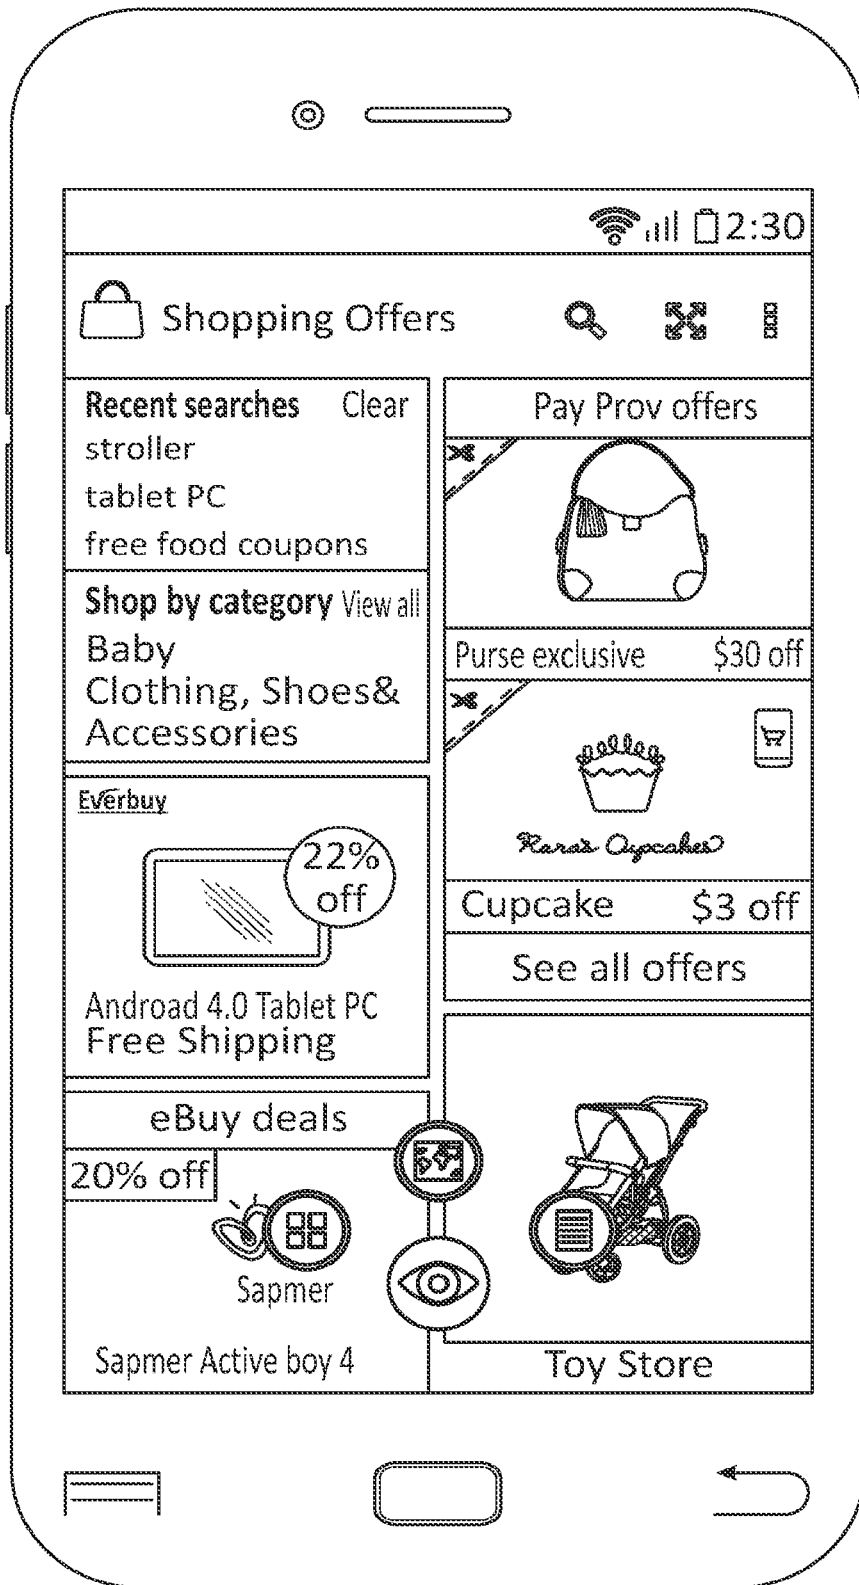 2:30
Shopping Offers
Recent searches Clear
stroller
tablet PC
free food coupons
Shop by category View all
Baby
Clothing, Shoes&
Accessories
Everbuy
22%
off
Androad 4.0 Tablet PC
Free Shipping
eBuy deals
20% off
Sapmer
Sapmer Active boy 4
Pay Prov offers
Purse exclusive $30 off
Rara's Cupcakes
Cupcake $3 off
See all offers
Toy Store